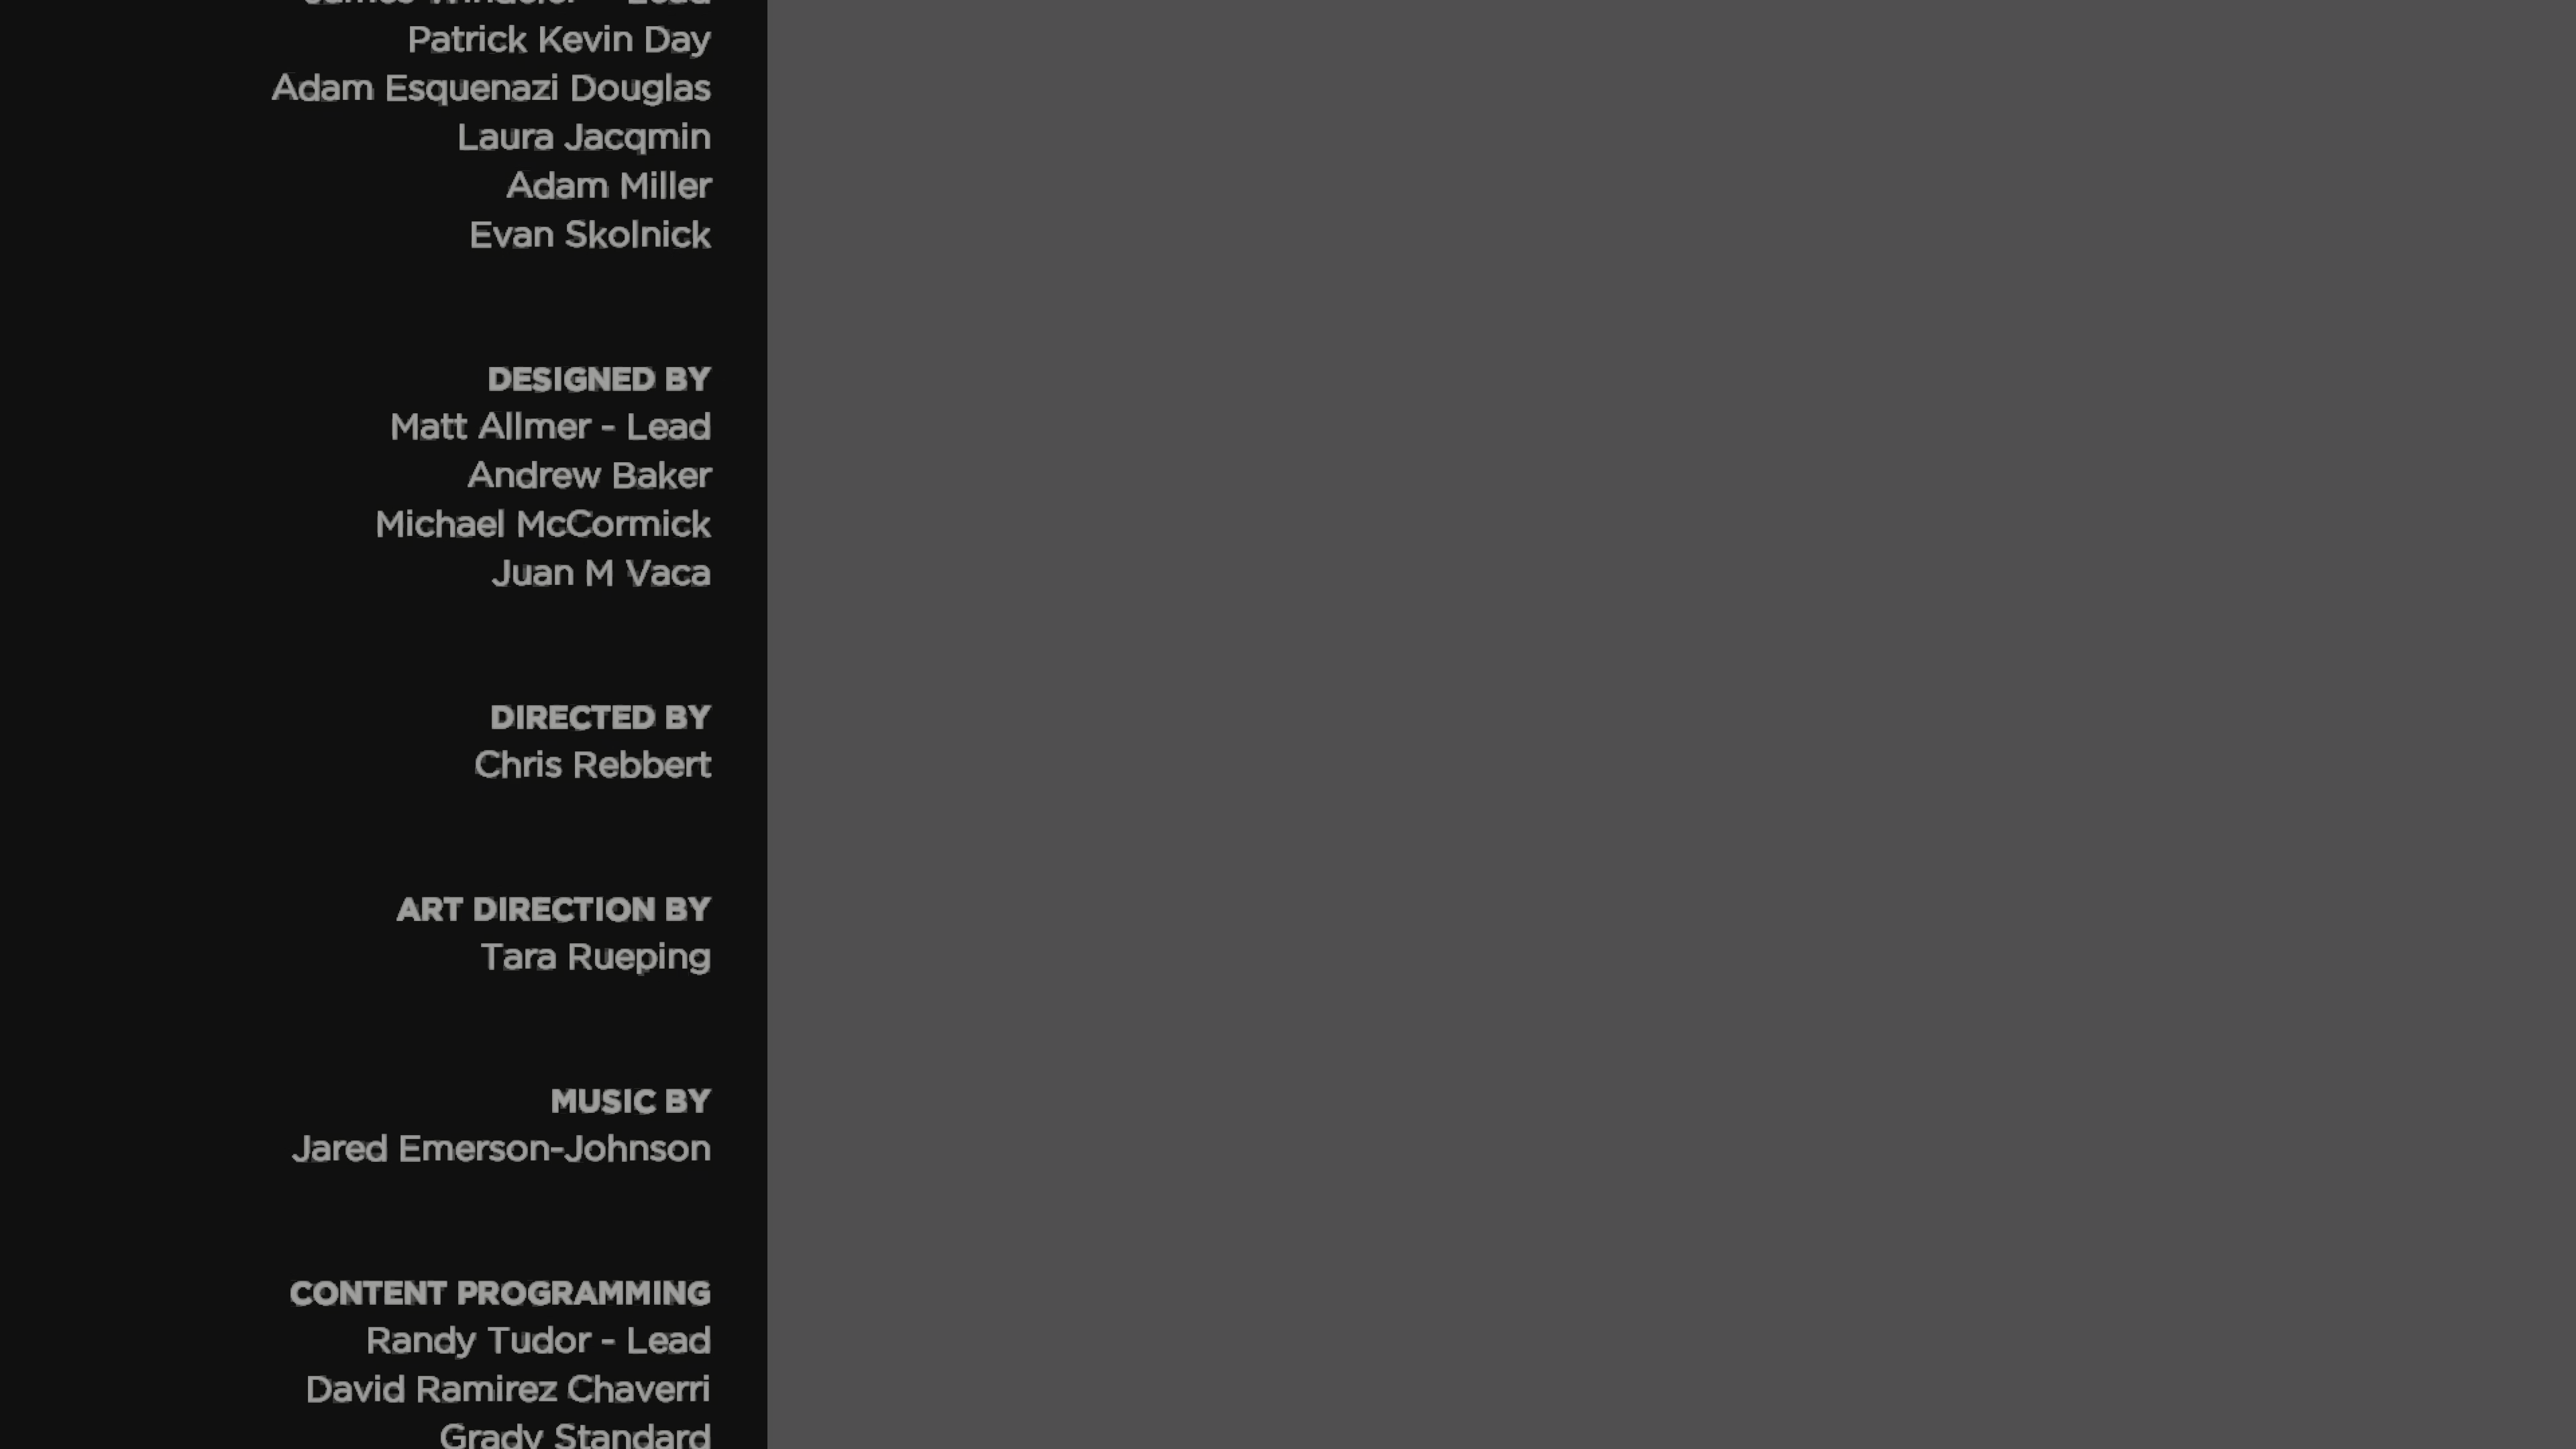 Patrick Kevin Day
Adam Esquenazi Douglas
Laura Jacqmin
Adam Miller
Evan Skolnick
DESIGNED BY
Matt Allmer - Lead
Andrew Baker
Michael McCormick
Juan M Vaca
DIRECTED BY
Chris Rebbert
ART DIRECTION BY
Tara Rueping
MUSIC BY
Jared Emerson-Johnson
CONTENT PROGRAMMING
Randy Tudor - Lead
David Ramirez Chaverri
Grady Standard